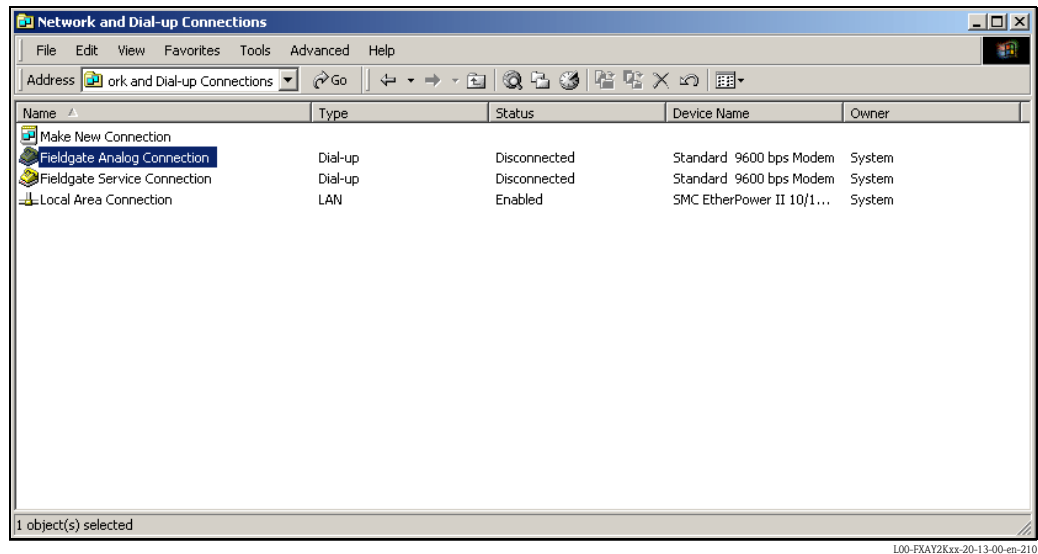 Network and Dial-up Connections
File Edit View Favorites Tools Advanced Help
Address ork and Dial-up Connections Go
Name Type Status Device Name Owner
Make New Connection
Fieldgate Analog Connection Dial-up Disconnected Standard 9600 bps Modem System
Fieldgate Service Connection Dial-up Disconnected Standard 9600 bps Modem System
Local Area Connection LAN Enabled SMC EtherPower II 10/1... System
1 object(s) selected
L00-FXAY2Kxx-20-13-00-en-210